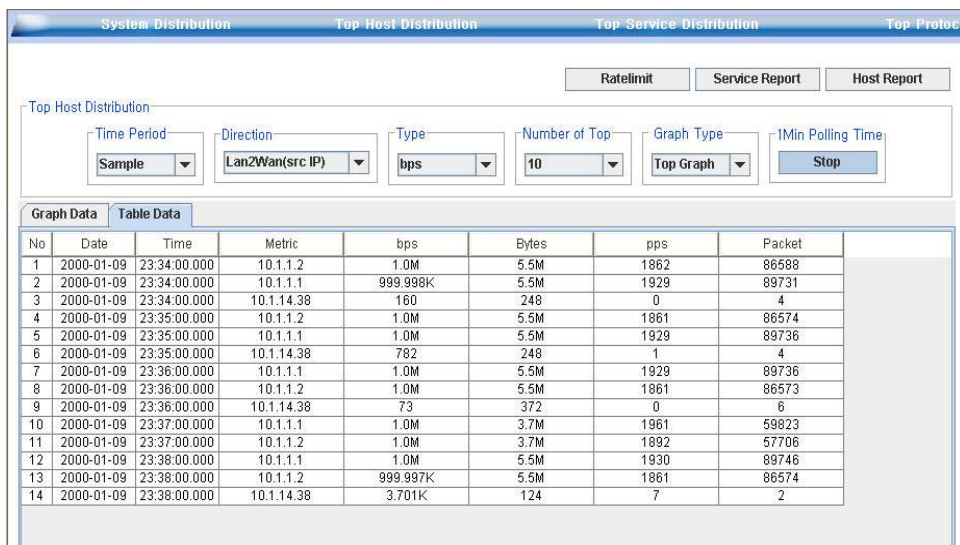 System Distribution Top Host Distribution Top Service Distribution Top Protoc
Ratelimit Service Report Host Report
Top Host Distribution
Time Period Direction Type Number of Top Graph Type 1Min Polling Time
Sample Lan2Wan(src IP) bps 10 Top Graph Stop
Graph Data Table Data
No Date Time Metric bps Bytes pps Packet
1 2000-01-09 23:34:00.000 10.1.1.2 1.0M 5.5M 1862 86588
2 2000-01-09 23:34:00.000 10.1.1.1 999.998K 5.5M 1929 89731
3 2000-01-09 23:34:00.000 10.1.14.38 160 248 0 4
4 2000-01-09 23:35:00.000 10.1.1.2 1.0M 5.5M 1861 86574
5 2000-01-09 23:35:00.000 10.1.1.1 1.0M 5.5M 1929 89736
6 2000-01-09 23:35:00.000 10.1.14.38 782 248 1 4
7 2000-01-09 23:36:00.000 10.1.1.1 1.0M 5.5M 1929 89736
8 2000-01-09 23:36:00.000 10.1.1.2 1.0M 5.5M 1861 86573
9 2000-01-09 23:36:00.000 10.1.14.38 73 372 0 6
10 2000-01-09 23:37:00.000 10.1.1.1 1.0M 3.7M 1961 59823
11 2000-01-09 23:37:00.000 10.1.1.2 1.0M 3.7M 1892 57706
12 2000-01-09 23:38:00.000 10.1.1.1 1.0M 5.5M 1930 89746
13 2000-01-09 23:38:00.000 10.1.1.2 999.997K 5.5M 1861 86574
14 2000-01-09 23:38:00.000 10.1.14.38 3.701K 124 7 2